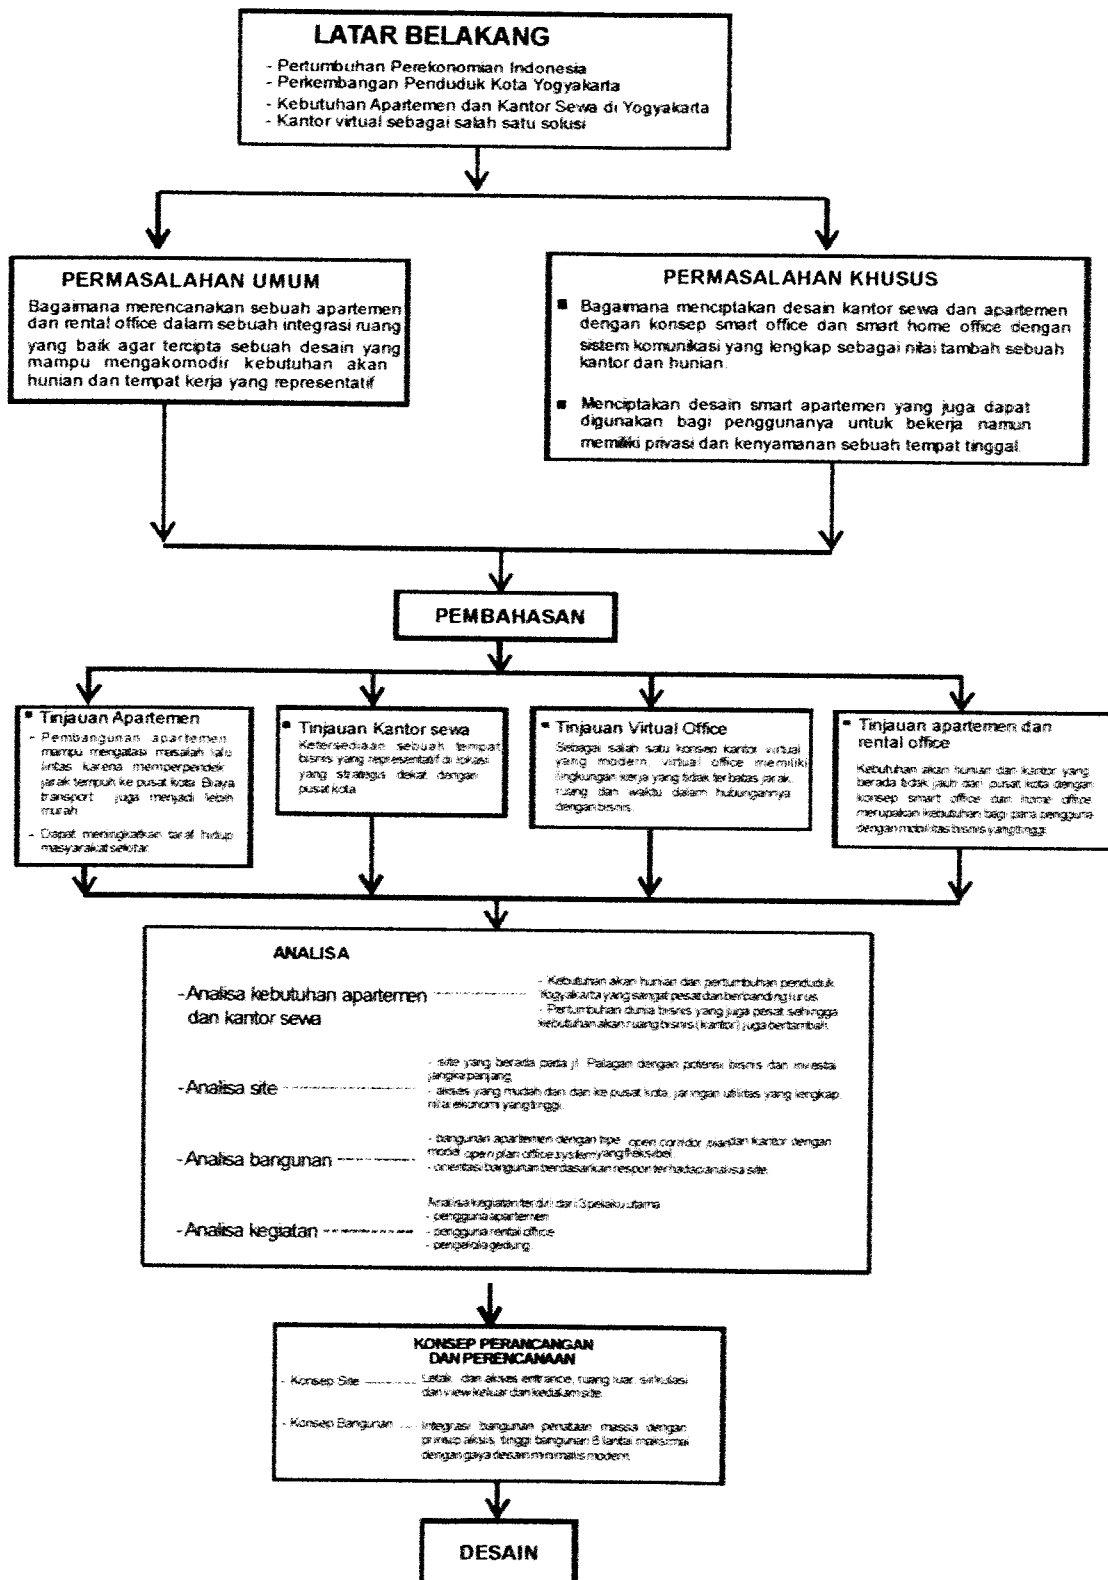 LATAR BELAKANG
- Pertumbuhan Perekonomian Indonesia
- Perkembangan Penduduk Kota Yogyakarta
- Kebutuhan Apartemen dan Kantor Sewa di Yogyakarta
- Kantor virtual sebagai salah satu solusi
PERMASALAHAN UMUM
Bagaimana merencanakan sebuah apartemen
dan rental office dalam sebuah integrasi ruang
yang baik agar tercipta sebuah desain yang
mampu mengakomodir kebutuhan akan
hunian dan tempat kerja yang representatif
PERMASALAHAN KHUSUS
▪ Bagaimana menciptakan desain kantor sewa dan apartemen
dengan konsep smart office dan smart home office dengan
sistem komunikasi yang lengkap sebagai nilai tambah sebuah
kantor dan hunian.
▪ Menciptakan desain smart apartemen yang juga dapat
digunakan bagi penggunanya untuk bekerja namun
memiliki privasi dan kenyamanan sebuah tempat tinggal.
PEMBAHASAN
▪ Tinjauan Apartemen
- Pembangunan apartemen
mampu mengatasi masalah lalu
lintas karena memperpendek
jarak tempuh ke pusat kota. Biaya
transport juga menjadi lebih
murah
- Dapat meningkatkan taraf hidup
masyarakat sekitar.
▪ Tinjauan Kantor sewa
Ketersediaan sebuah tempat
bisnis yang representatif di lokasi
yang strategis dekat dengan
pusat kota
▪ Tinjauan Virtual Office
Sebagai salah satu konsep kantor virtual
yang modern, virtual office memiliki
lingkungan kerja yang tidak terbatas jarak,
ruang dan waktu dalam hubungannya
dengan bisnis.
▪ Tinjauan apartemen dan
rental office
Kebutuhan akan hunian dan kantor yang
berada tidak jauh dari pusat kota dengan
konsep smart office dan home office
merupakan kebutuhan bagi para pengguna
dengan mobilitas bisnis yang tinggi
ANALISA
- Analisa kebutuhan apartemen
dan kantor sewa
- Kebutuhan akan hunian dan pertumbuhan penduduk
Yogyakarta yang sangat pesat dan berbanding lurus
- Pertumbuhan dunia bisnis yang juga pesat sehingga
kebutuhan akan ruang bisnis (kantor) juga bertambah.
- Analisa site
- site yang berada pada jl. Palagan dengan potensi bisnis dan investai
jangka panjang
- akses yang mudah dari dan ke pusat kota, jaringan utilitas yang lengkap,
nilai ekonomi yang tinggi.
- Analisa bangunan
- bangunan apartemen dengan tipe open corridor plan dan kantor dengan
model open plan office system yang fleksibel.
- orientasi bangunan berdasarkan respon terhadap analisa site.
- Analisa kegiatan
Analisa kegiatan terdiri dari 3 pelaku utama
- pengguna apartemen
- pengguna rental office
- pengelola gedung
KONSEP PERANCANGAN
DAN PERENCANAAN
- Konsep Site
Letak dan akses entrance, ruang luar, sirkulasi
dan view keluar dan kedalam site.
- Konsep Bangunan
Integrasi bangunan penataan massa dengan
prinsip aksis, tinggi bangunan 8 lantai maksimal
dengan gaya desain minimalis modern.
DESAIN